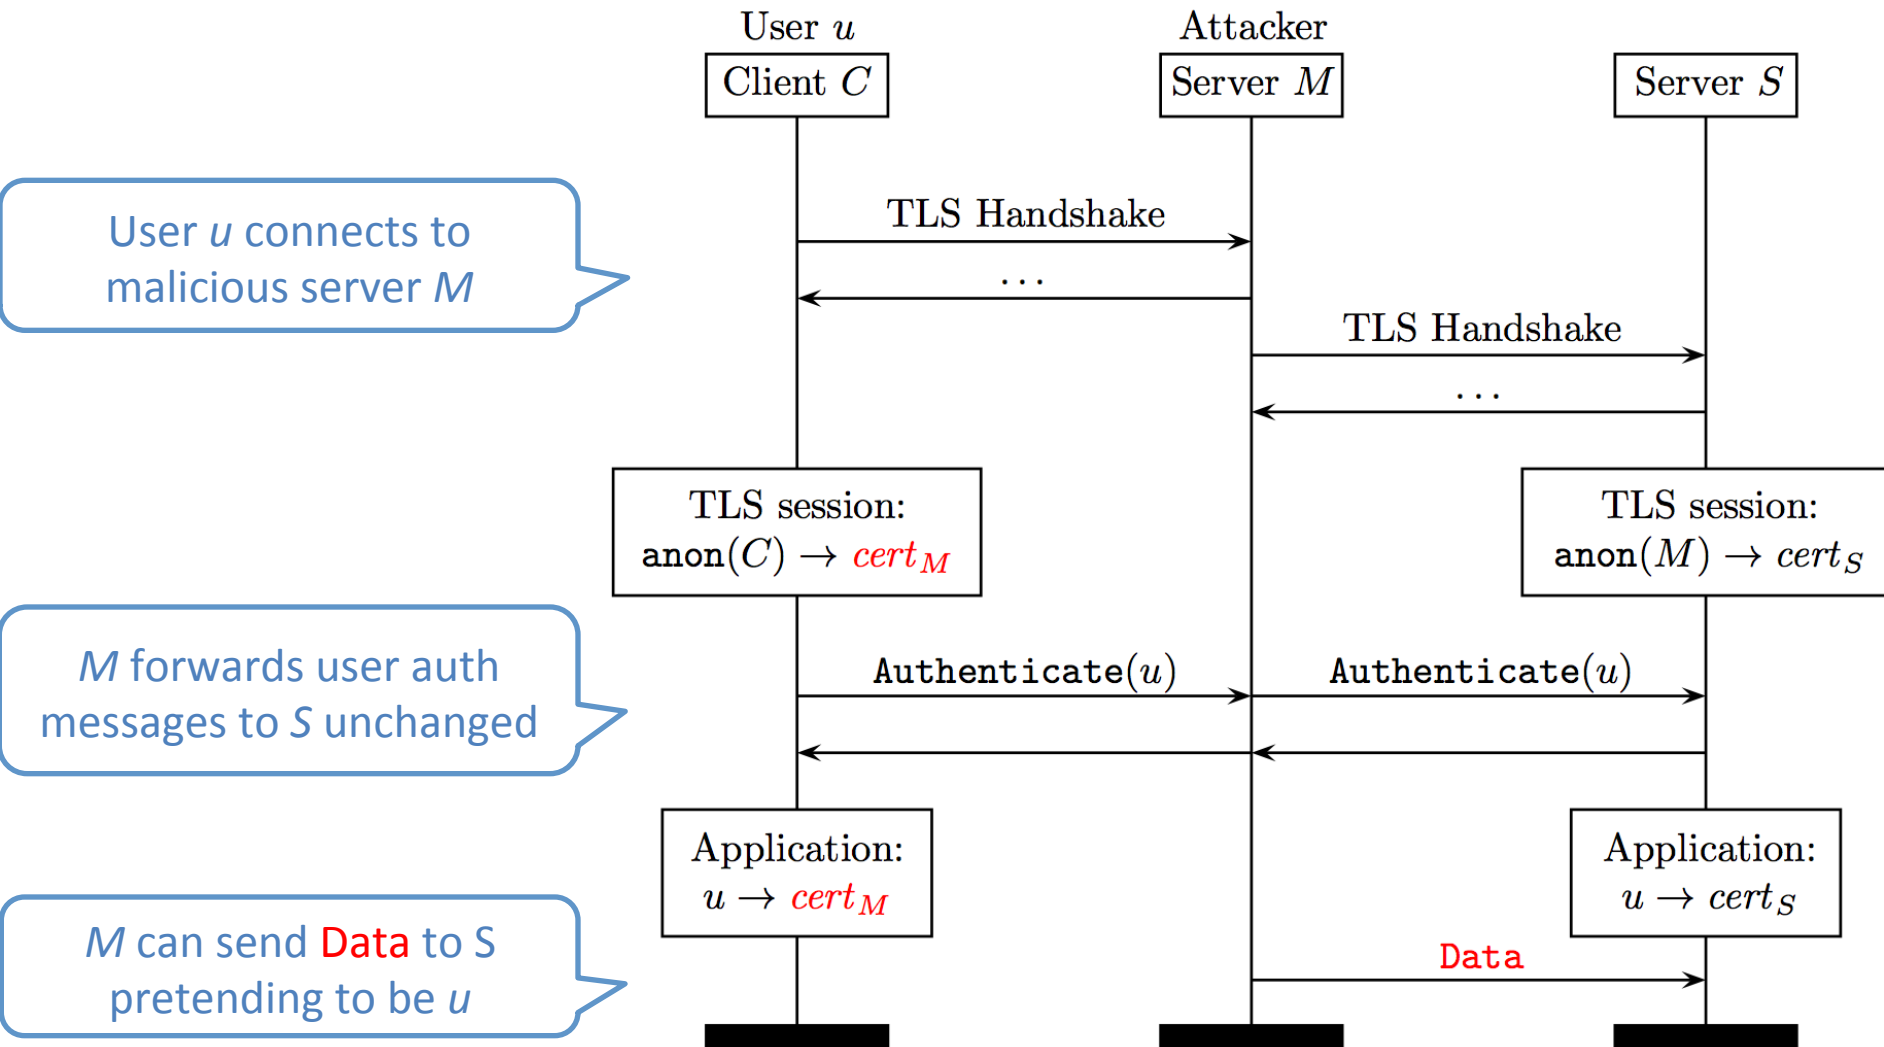 User u
Attacker
Client C
Server M
Server S
User u connects to
malicious server M
TLS Handshake
...
TLS Handshake
...
TLS session:
anon(C) → cert_M
TLS session:
anon(M) → cert_S
M forwards user auth
messages to S unchanged
Authenticate(u)
Authenticate(u)
Application:
u → cert_M
Application:
u → cert_S
M can send Data to S
pretending to be u
Data